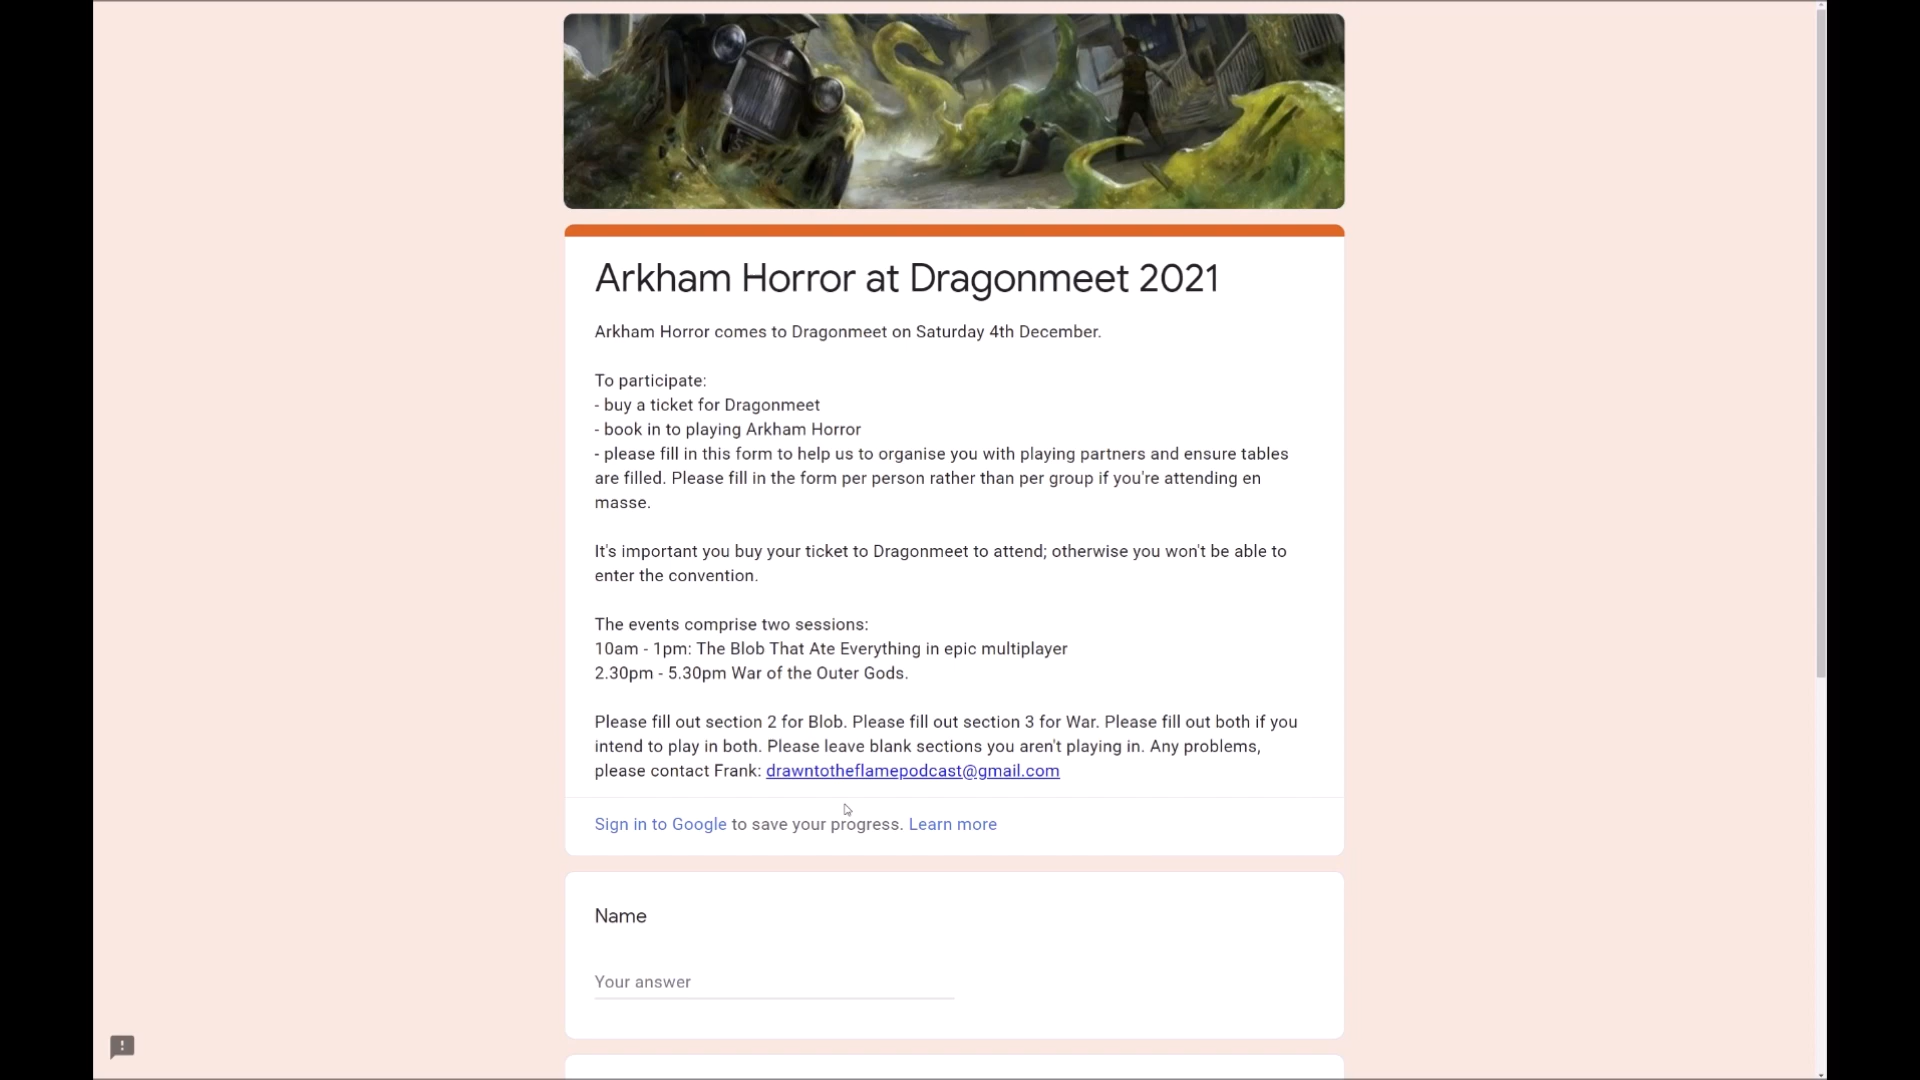 Arkham Horror at Dragonmeet 2021
Arkham Horror comes to Dragonmeet on Saturday 4th December.
To participate:
- buy a ticket for Dragonmeet
- book in to playing Arkham Horror
- please fill in this form to help us to organise you with playing partners and ensure tables
are filled. Please fill in the form per person rather than per group if you're attending en
masse.
It's important you buy your ticket to Dragonmeet to attend; otherwise you won't be able to
enter the convention.
The events comprise two sessions:
10am - 1pm: The Blob That Ate Everything in epic multiplayer
2.30pm - 5.30pm War of the Outer Gods.
Please fill out section 2 for Blob. Please fill out section 3 for War. Please fill out both if you
intend to play in both. Please leave blank sections you aren't playing in. Any problems,
please contact Frank: drawntotheflamepodcast@gmail.com
Sign in to Google to save your progress. Learn more
Name
Your answer